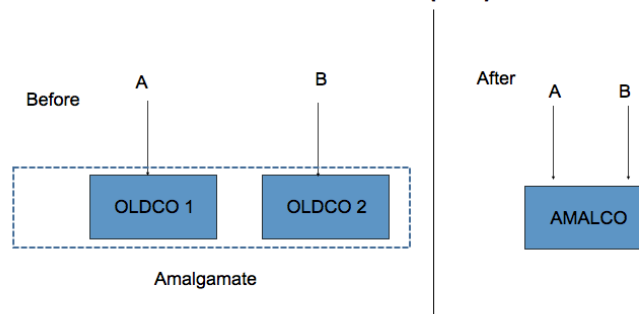 Before
A
B
OLDCO 1
OLDCO 2
Amalgamate
After
A
B
AMALCO